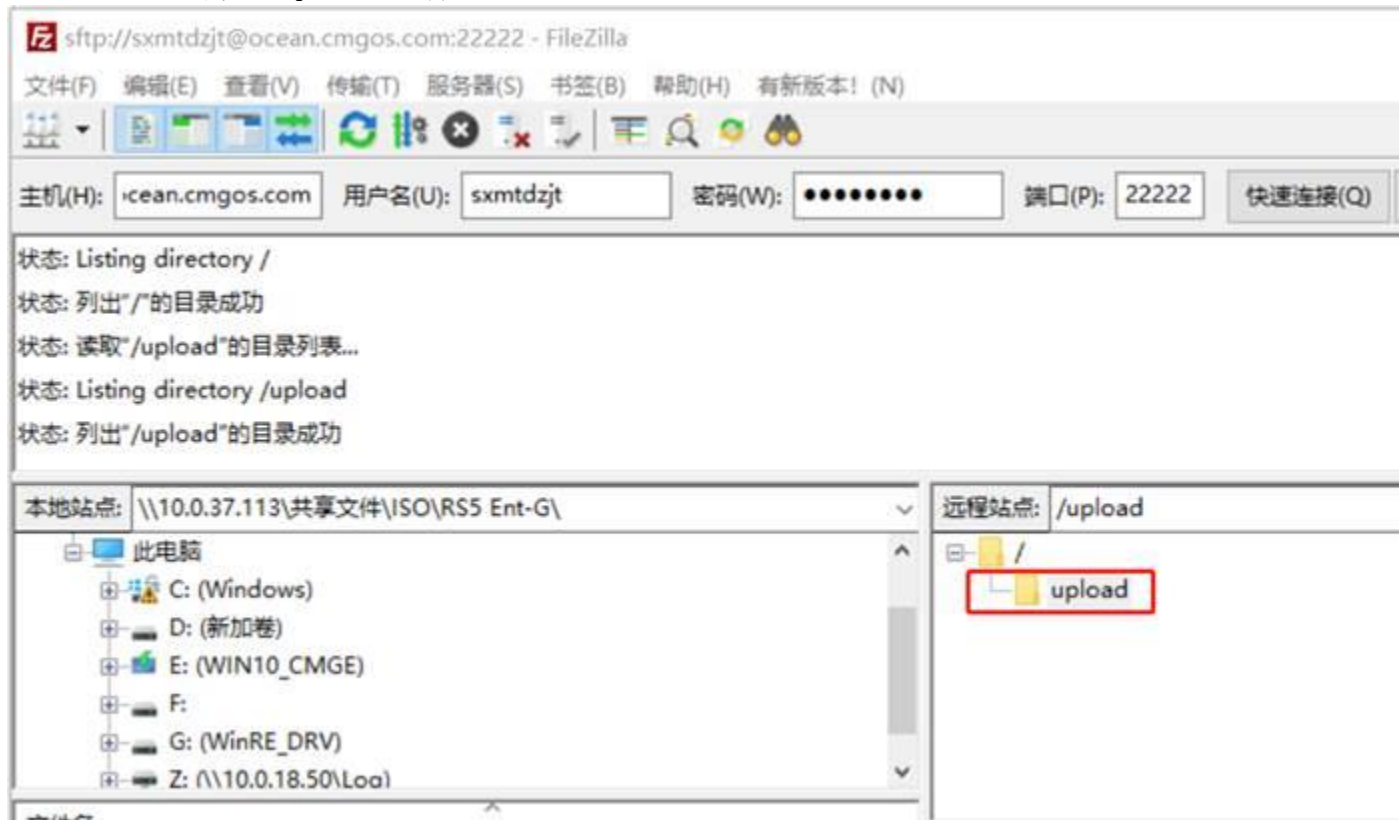 sftp://sxmtdzjt@ocean.cmgos.com:22222 - FileZilla
文件(F) 编辑(E) 查看(V) 传输(T) 服务器(S) 书签(B) 帮助(H) 有新版本! (N)
主机(H): ocean.cmgos.com 用户名(U): sxmtdzjt 密码(W): ●●●●●●●● 端口(P): 22222 快速连接(Q)
状态: Listing directory /
状态: 列出"/"的目录成功
状态: 读取"/upload"的目录列表...
状态: Listing directory /upload
状态: 列出"/upload"的目录成功
本地站点: \\10.0.37.113\共享文件\ISO\RS5 Ent-G\ 远程站点: /upload
此电脑 /
C: (Windows) upload
D: (新加卷)
E: (WIN10_CMGE)
F:
G: (WinRE_DRV)
Z: (\\10.0.18.50\Log)